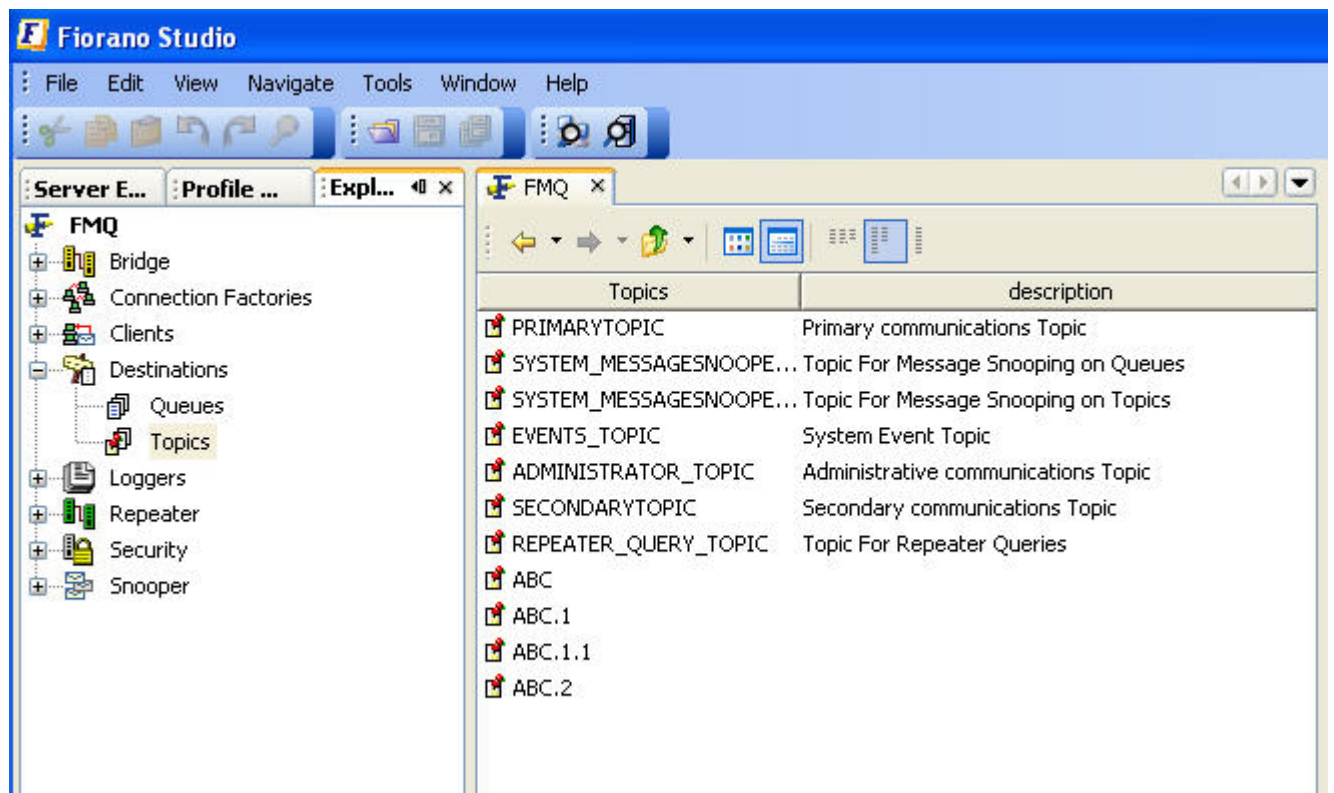 Fiorano Studio
File Edit View Navigate Tools Window Help
Server E... Profile ... Expl...
FMQ
Bridge
Connection Factories
Clients
Destinations
Queues
Topics
Loggers
Repeater
Security
Snooper
FMQ
Topics description
PRIMARYTOPIC Primary communications Topic
SYSTEM_MESSAGESNOOPE... Topic For Message Snooping on Queues
SYSTEM_MESSAGESNOOPE... Topic For Message Snooping on Topics
EVENTS_TOPIC System Event Topic
ADMINISTRATOR_TOPIC Administrative communications Topic
SECONDARYTOPIC Secondary communications Topic
REPEATER_QUERY_TOPIC Topic For Repeater Queries
ABC
ABC.1
ABC.1.1
ABC.2